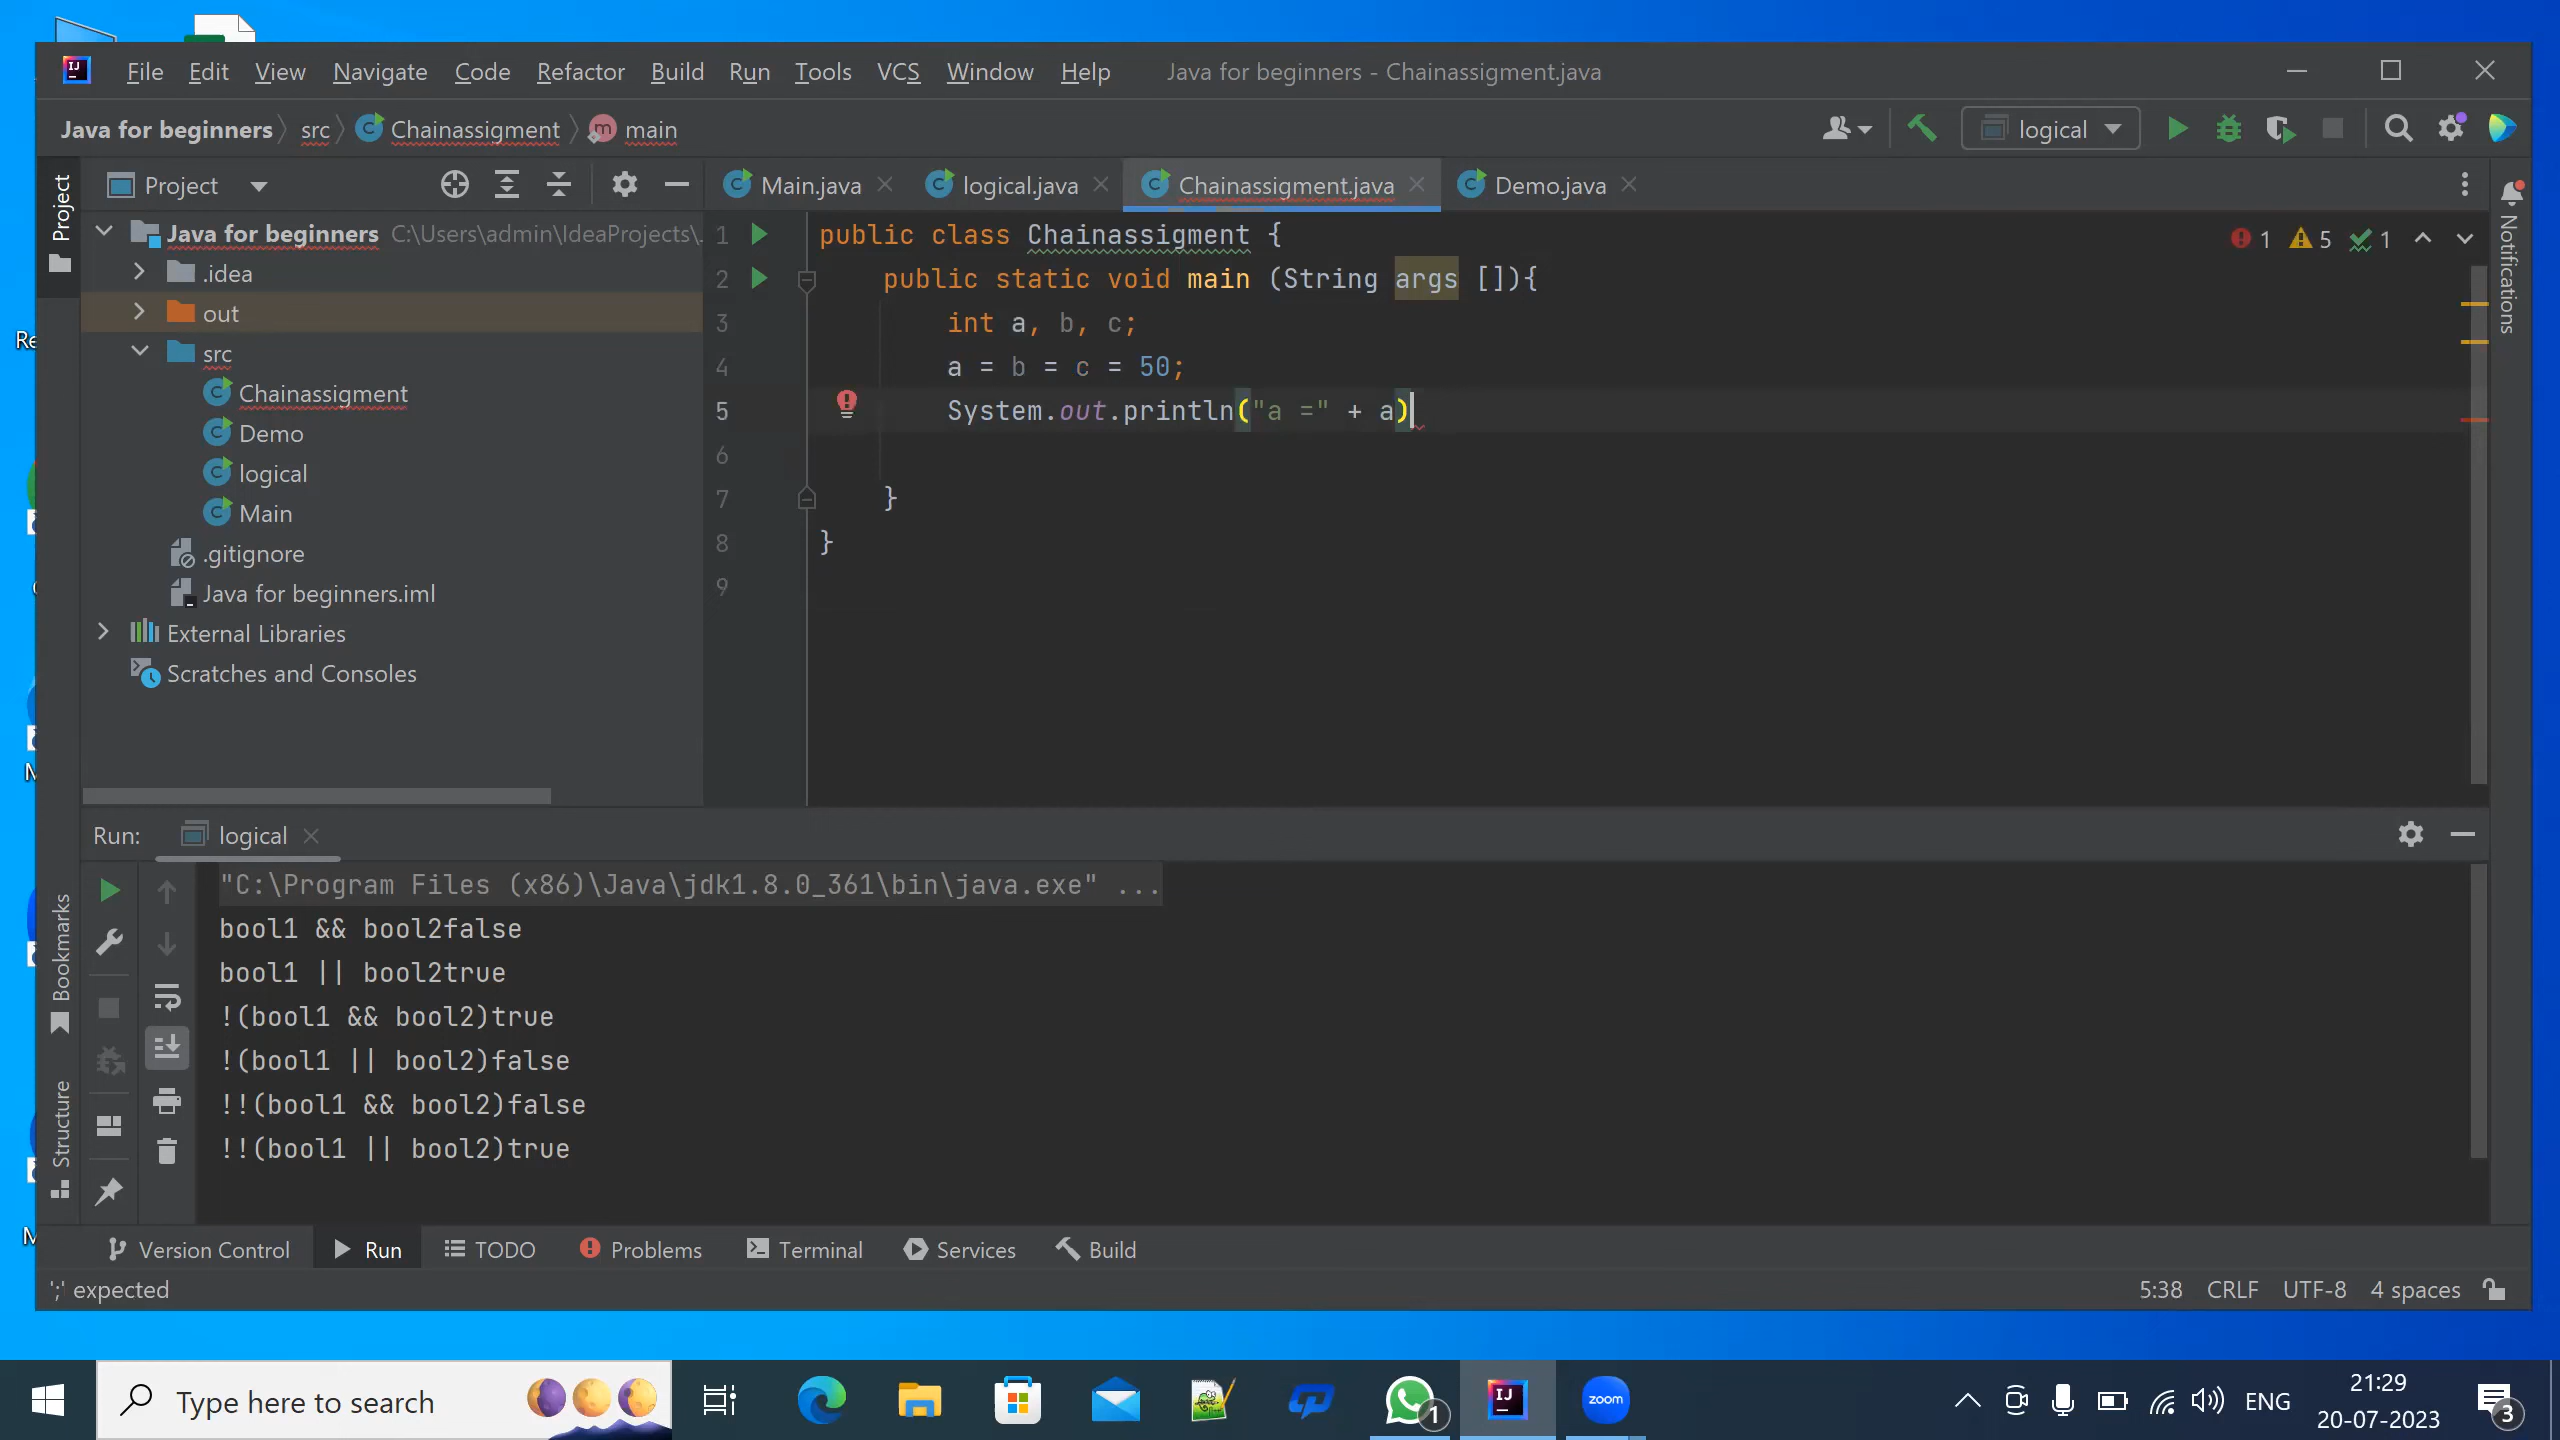 File Edit View Navigate Code Refactor Build Run Tools VCS Window Help Java for beginners - Chainassigment.java
Java for beginners src Chainassigment main logical
Project
Main.java logical.java Chainassigment.java Demo.java
Project
Java for beginners C:\Users\admin\IdeaProjects\
.idea
out
src
Chainassigment
Demo
logical
Main
.gitignore
Java for beginners.iml
External Libraries
Scratches and Consoles
1 public class Chainassigment {
2 public static void main (String args []){
3 int a, b, c;
4 a = b = c = 50;
5 System.out.println("a =" + a)
6
7 }
8 }
9
1 5 1
Notifications
Run: logical
"C:\Program Files (x86)\Java\jdk1.8.0_361\bin\java.exe" ...
bool1 && bool2false
bool1 || bool2true
!(bool1 && bool2)true
!(bool1 || bool2)false
!!(bool1 && bool2)false
!!(bool1 || bool2)true
Bookmarks
Structure
Version Control Run TODO Problems Terminal Services Build
';' expected 5:38 CRLF UTF-8 4 spaces
Type here to search
1
zoom
ENG
21:29
20-07-2023
3